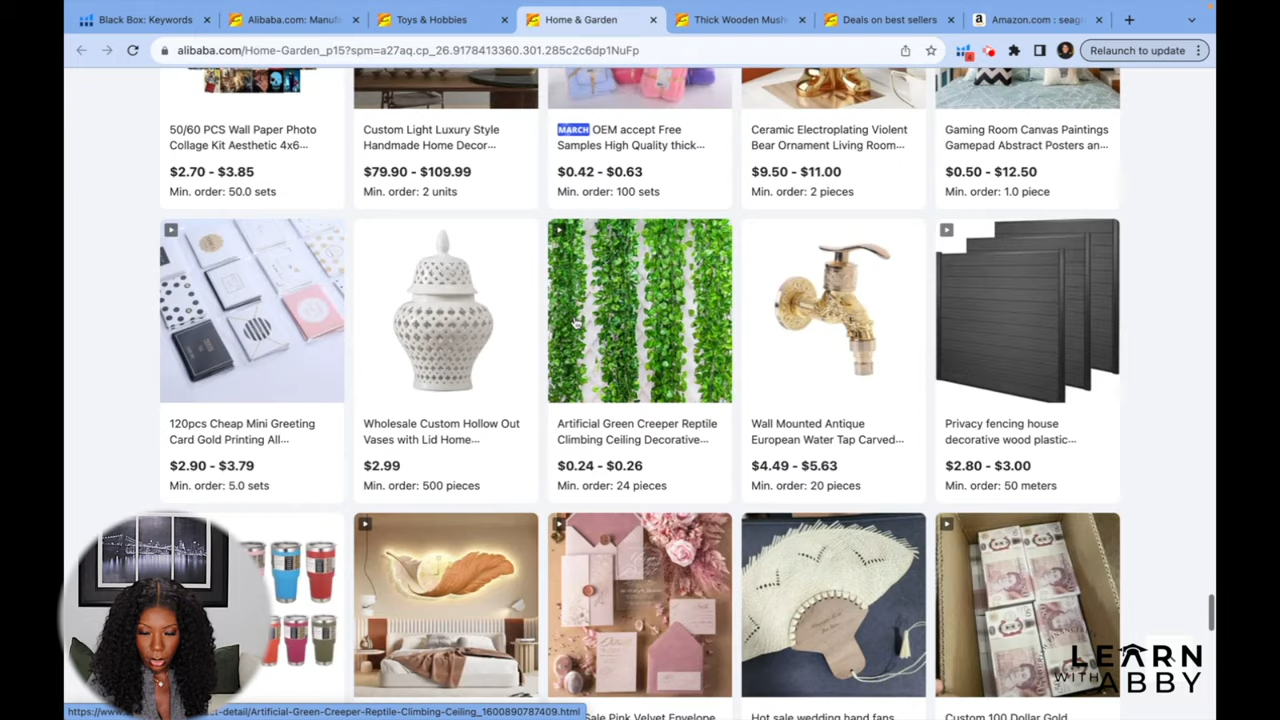 Black Box: Keywords
Alibaba.com: Manufa
Toys & Hobbies
Home & Garden
Thick Wooden Mush
Deals on best sellers
Amazon.com : seag
alibaba.com/Home-Garden_p15?spm=a27aq.cp_26.9178413360.301.285c2c6dp1NuFp
Relaunch to update
50/60 PCS Wall Paper Photo
Collage Kit Aesthetic 4x6...
$2.70 - $3.85
Min. order: 50.0 sets
Custom Light Luxury Style
Handmade Home Decor...
$79.90 - $109.99
Min. order: 2 units
MARCH OEM accept Free
Samples High Quality thick...
$0.42 - $0.63
Min. order: 100 sets
Ceramic Electroplating Violent
Bear Ornament Living Room...
$9.50 - $11.00
Min. order: 2 pieces
Gaming Room Canvas Paintings
Gamepad Abstract Posters an...
$0.50 - $12.50
Min. order: 1.0 piece
120pcs Cheap Mini Greeting
Card Gold Printing All...
$2.90 - $3.79
Min. order: 5.0 sets
Wholesale Custom Hollow Out
Vases with Lid Home...
$2.99
Min. order: 500 pieces
Artificial Green Creeper Reptile
Climbing Ceiling Decorative...
$0.24 - $0.26
Min. order: 24 pieces
Wall Mounted Antique
European Water Tap Carved...
$4.49 - $5.63
Min. order: 20 pieces
Privacy fencing house
decorative wood plastic...
$2.80 - $3.00
Min. order: 50 meters
LEARN
WITH ABBY
https://www.
t-detail/Artificial-Green-Creeper-Reptile-Climbing-Ceiling_1600890787409.html
Sale Pink Velvet Envelope
Hot sale wedding hand fans
Custom 100 Dollar Gold